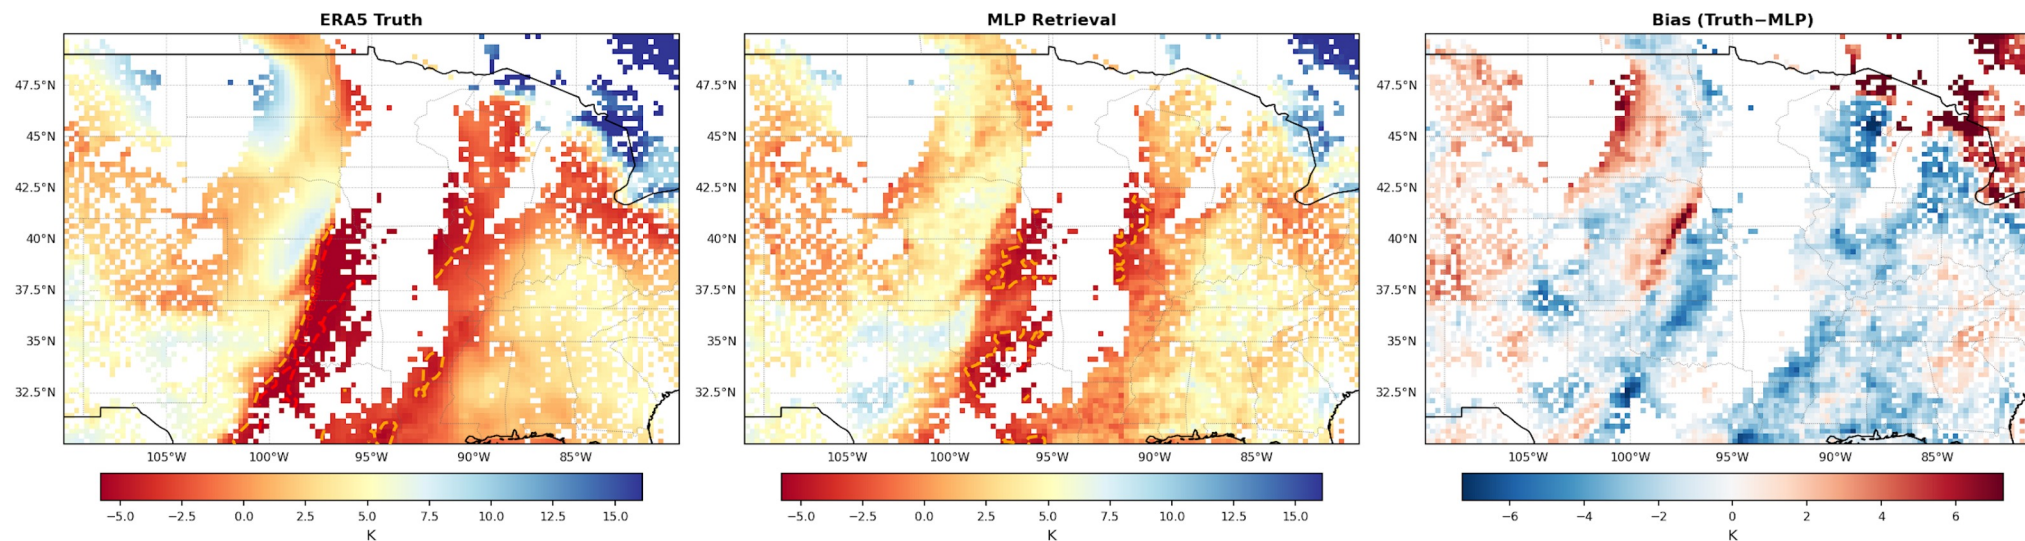 ERA5 Truth
47.5°N
45°N
42.5°N
40°N
37.5°N
35°N
32.5°N
105°W 100°W 95°W 90°W 85°W
−5.0 −2.5 0.0 2.5 5.0 7.5 10.0 12.5 15.0
K
MLP Retrieval
47.5°N
45°N
42.5°N
40°N
37.5°N
35°N
32.5°N
105°W 100°W 95°W 90°W 85°W
−5.0 −2.5 0.0 2.5 5.0 7.5 10.0 12.5 15.0
K
Bias (Truth−MLP)
47.5°N
45°N
42.5°N
40°N
37.5°N
35°N
32.5°N
105°W 100°W 95°W 90°W 85°W
−6 −4 −2 0 2 4 6
K